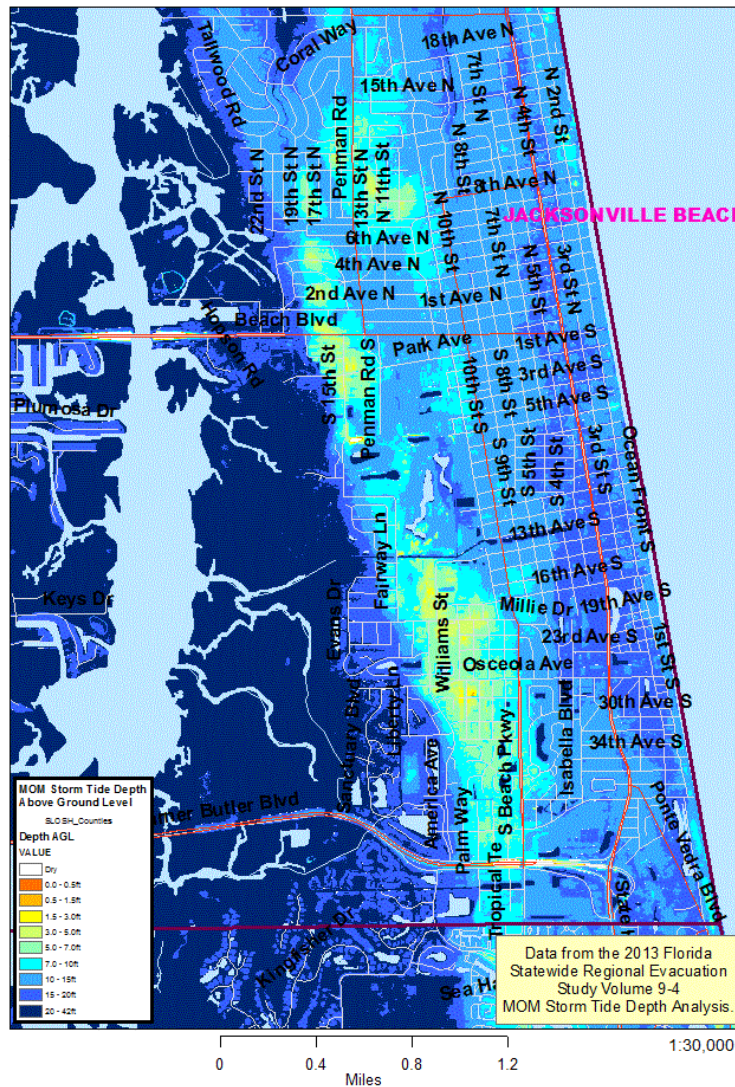 Coral Way
18th Ave N
Tallwood Rd
15th Ave N
7th St N
N 4th St
N 2nd St
Penman Rd
22nd St N
19th St N
17th St N
13th St N
N 11th St
N 8th St
8th Ave N
JACKSONVILLE BEACH
N 10th St
7th St N
6th Ave N
4th Ave N
N 5th St
3rd St N
2nd Ave N
1st Ave N
Beach Blvd
Hopson Rd
Park Ave
1st Ave S
S 15th St
Penman Rd S
10th St S
S 8th St
3rd Ave S
5th Ave S
Plumrosa Dr
S 9th St
S 5th St
S 4th St
3rd St S
Ocean Front S
13th Ave S
Fairway Ln
16th Ave S
Keys Dr
Evans Dr
Williams St
Millie Dr
19th Ave S
23rd Ave S
1st St S
Osceola Ave
Sanctuary Blvd
Liberty Ln
30th Ave S
S Beach Pkwy
Isabella Blvd
34th Ave S
America Ave
Palm Way
Ponte Vedra Blvd
Butler Blvd
Tropical Te
State
Kingfisher Dr
Sea Ha
MOM Storm Tide Depth
Above Ground Level
SLOSH_Counties
Depth AGL
VALUE
Dry
0.0 - 0.5ft
0.5 - 1.5ft
1.5 - 3.0ft
3.0 - 5.0ft
5.0 - 7.0ft
7.0 - 10ft
10 - 15ft
15 - 20ft
20 - 42ft
Data from the 2013 Florida
Statewide Regional Evacuation
Study Volume 9-4
MOM Storm Tide Depth Analysis.
1:30,000
0 0.4 0.8 1.2
Miles